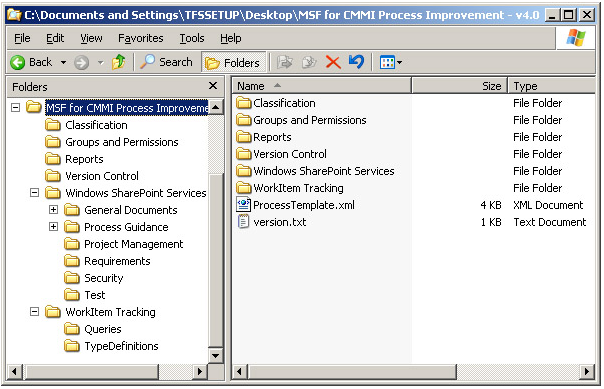 C:\Documents and Settings\TFSSETUP\Desktop\MSF for CMMI Process Improvement - v4.0
File Edit View Favorites Tools Help
Back Search Folders
Folders
MSF for CMMI Process Improveme
Classification
Groups and Permissions
Reports
Version Control
Windows SharePoint Services
General Documents
Process Guidance
Project Management
Requirements
Security
Test
WorkItem Tracking
Queries
TypeDefinitions
Name Size Type
Classification File Folder
Groups and Permissions File Folder
Reports File Folder
Version Control File Folder
Windows SharePoint Services File Folder
WorkItem Tracking File Folder
ProcessTemplate.xml 4 KB XML Document
version.txt 1 KB Text Document